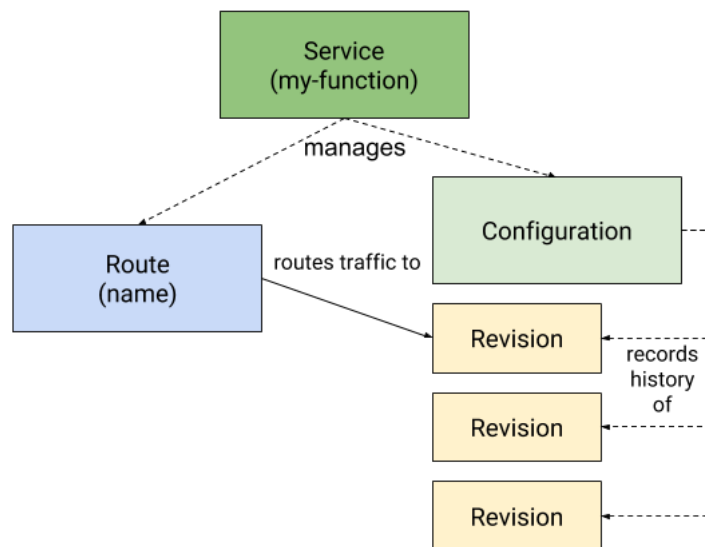 Service
(my-function)
manages
Configuration
Route
(name)
routes traffic to
Revision
records
history
of
Revision
Revision